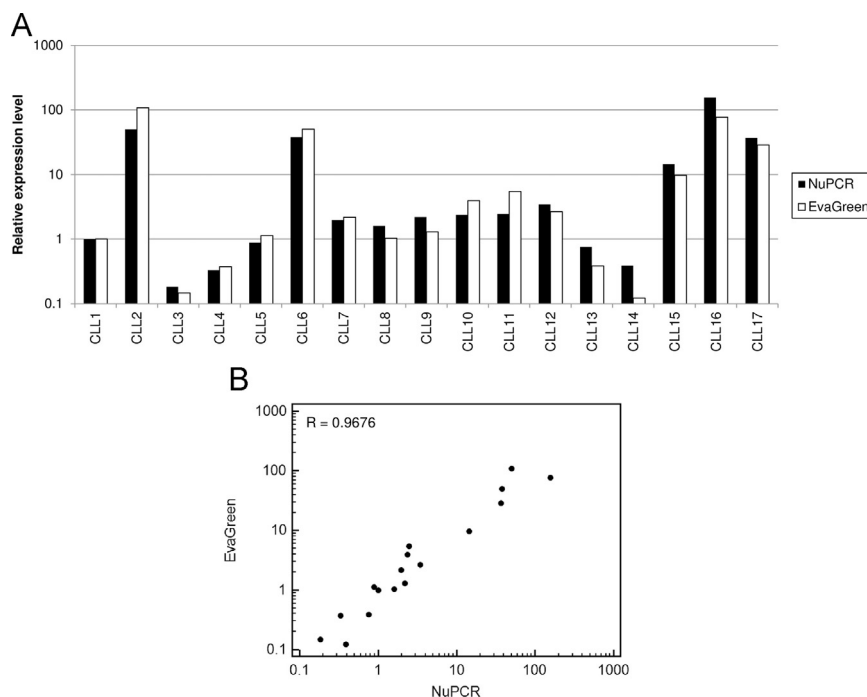 A
Relative expression level
1000
100
10
1
0.1
CLL1
CLL2
CLL3
CLL4
CLL5
CLL6
CLL7
CLL8
CLL9
CLL10
CLL11
CLL12
CLL13
CLL14
CLL15
CLL16
CLL17
NuPCR
EvaGreen
B
R = 0.9676
EvaGreen
1000
100
10
1
0.1
0.1 1 10 100 1000
NuPCR